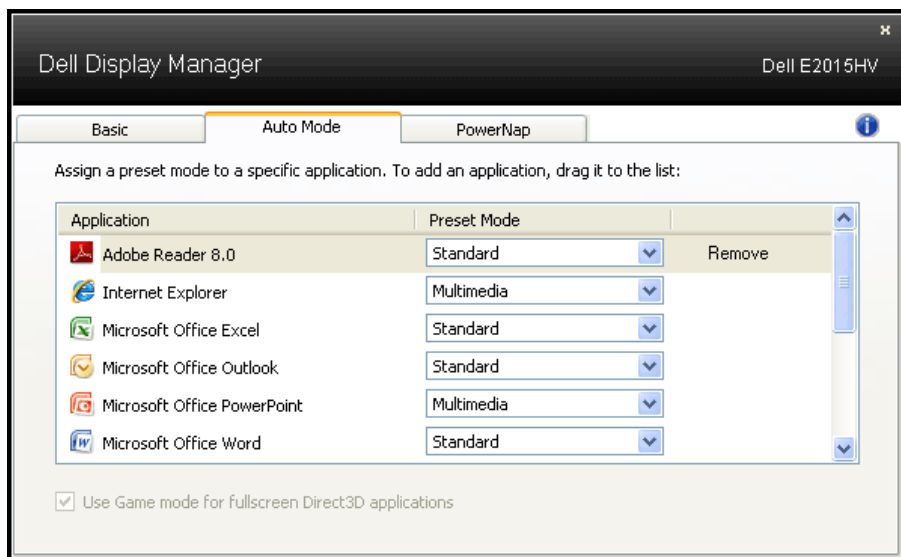 Dell Display Manager
Dell E2015HV
Basic
Auto Mode
PowerNap
Assign a preset mode to a specific application. To add an application, drag it to the list:
Application Preset Mode
Adobe Reader 8.0 Standard Remove
Internet Explorer Multimedia
Microsoft Office Excel Standard
Microsoft Office Outlook Standard
Microsoft Office PowerPoint Multimedia
Microsoft Office Word Standard
Use Game mode for fullscreen Direct3D applications